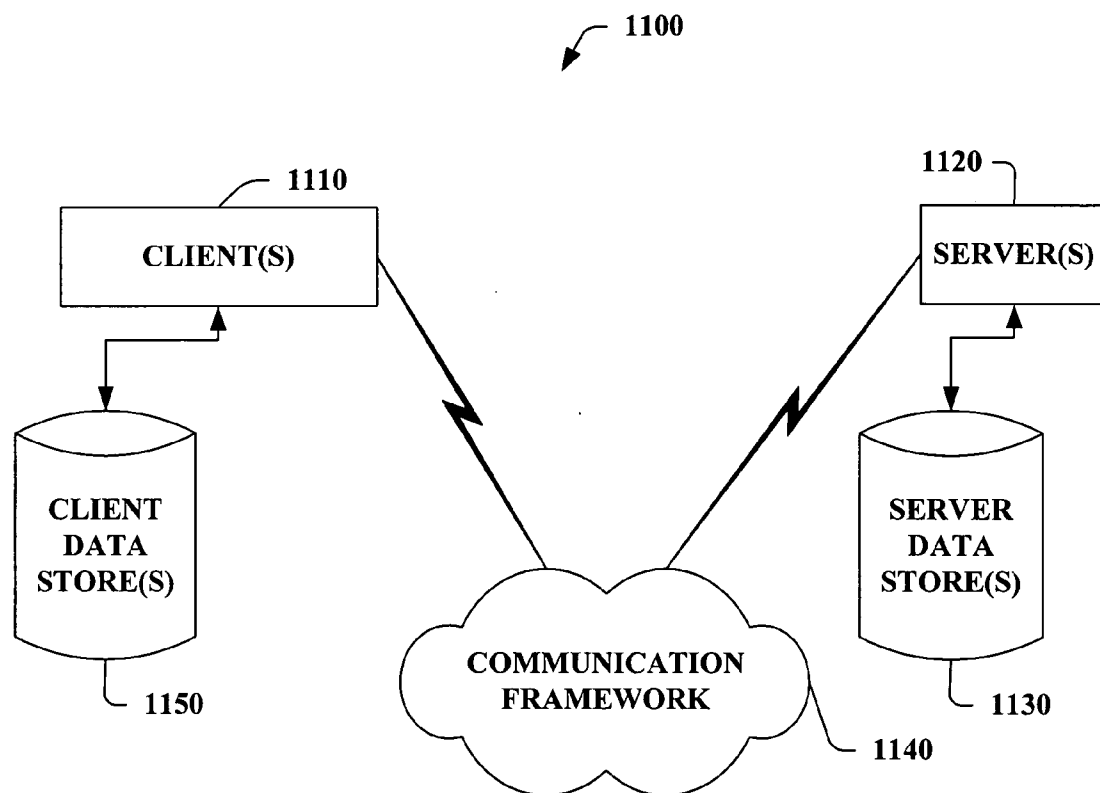 1100
1110
1120
CLIENT(S)
SERVER(S)
CLIENT
DATA
STORE(S)
SERVER
DATA
STORE(S)
COMMUNICATION
FRAMEWORK
1150
1130
1140